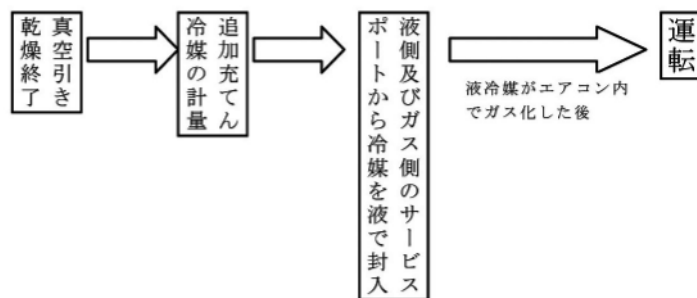 真空引き
乾燥終了
追加充てん
冷媒の計量
液側及びガス側のサービス
ポートから冷媒を液で封入
液冷媒がエアコン内
でガス化した後
運転